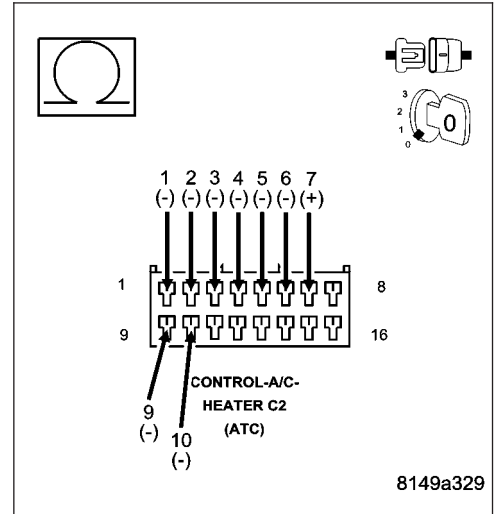 3
2
1
0
0
1 2 3 4 5 6 7
(-) (-) (-) (-) (-) (-) (+)
1 8
9 16
CONTROL-A/C-
HEATER C2
(ATC)
9
(-)
10
(-)
8149a329